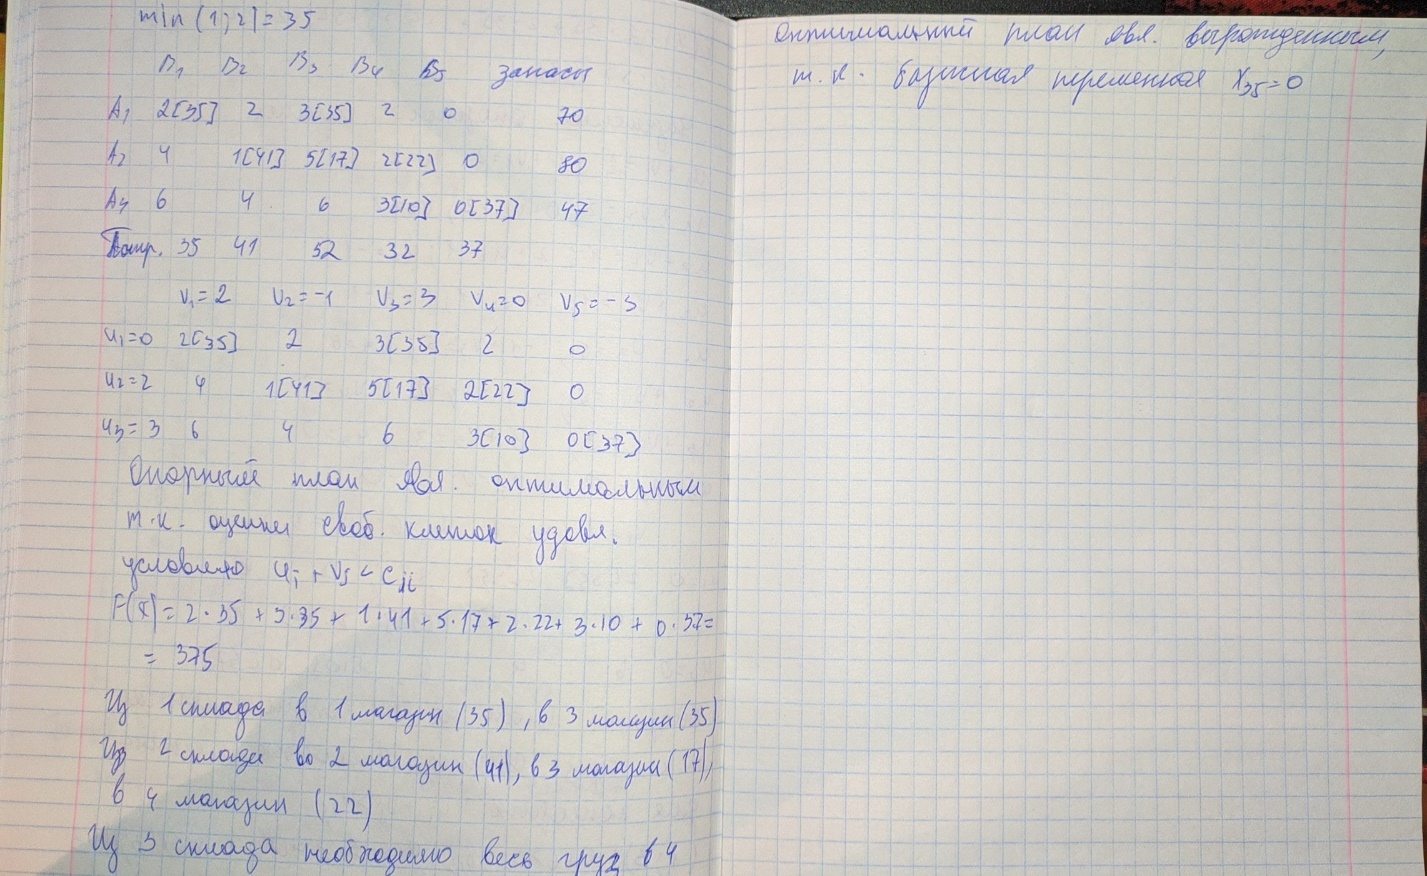 min (1;2) = 35
B₁ B₂ B₃ B₄ B₅ запасы
A₁ 2[35] 2 3[35] 2 0 70
A₂ 4 1[41] 5[17] 2[22] 0 80
A₃ 6 4 6 3[10] 0[37] 47
Потр. 35 41 52 32 37
V₁=2 V₂=-1 V₃=3 V₄=0 V₅=-3
u₁=0 2[35] 2 3[35] 2 0
u₂=2 4 1[41] 5[17] 2[22] 0
u₃=3 6 4 6 3[10] 0[37]
Опорный план явл. оптимальным
т.к. оценки своб. клеток удовл.
условию
F(x) = 2·35 + 3·35 + 1·41 + 5·17 + 2·22 + 3·10 + 0·37=
= 375
Из 1 склада в 1 магазин (35), в 3 магазин (35)
Из 2 склада во 2 магазин (41), в 3 магазин (17),
в 4 магазин (22)
Из 3 склада необходимо весь груз в 4
Оптимальный план явл. вырожденным,
т.к. базисная переменная X₃₅=0